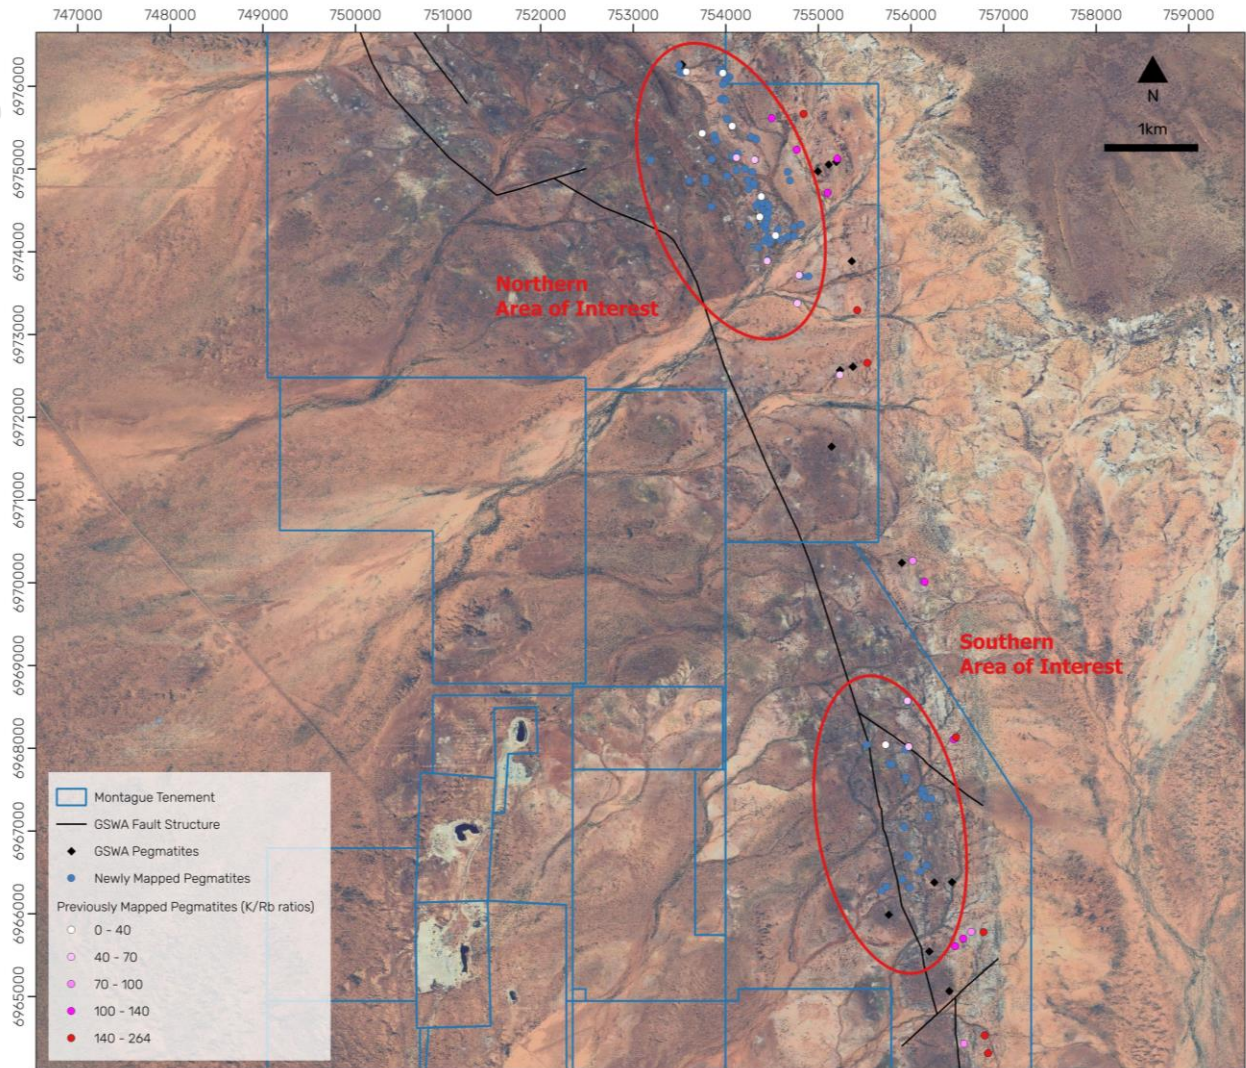 747000 748000 749000 750000 751000 752000 753000 754000 755000 756000 757000 758000 759000
6976000
N
1km
6975000
6974000
Northern
Area of Interest
6973000
6972000
6971000
6970000
6969000
Southern
Area of Interest
6968000
6967000
6966000
6965000
Montague Tenement
GSWA Fault Structure
GSWA Pegmatites
Newly Mapped Pegmatites
Previously Mapped Pegmatites (K/Rb ratios)
0 - 40
40 - 70
70 - 100
100 - 140
140 - 264